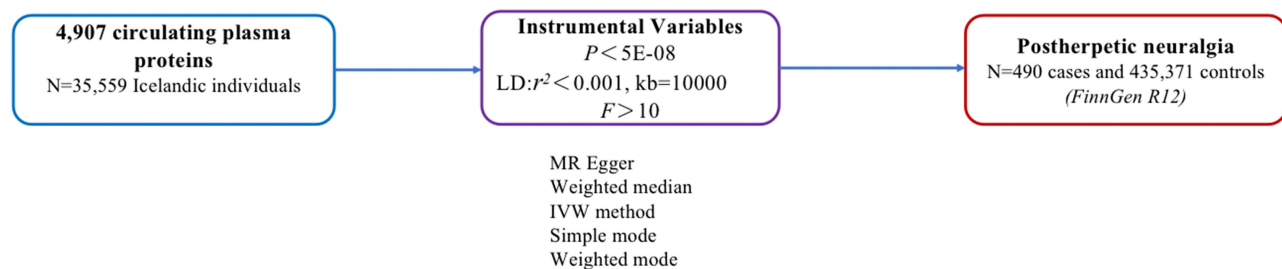 4,907 circulating plasma
proteins
N=35,559 Icelandic individuals
Instrumental Variables
P＜5E-08
LD:r²＜0.001, kb=10000
F＞10
Postherpetic neuralgia
N=490 cases and 435,371 controls
(FinnGen R12)
MR Egger
Weighted median
IVW method
Simple mode
Weighted mode